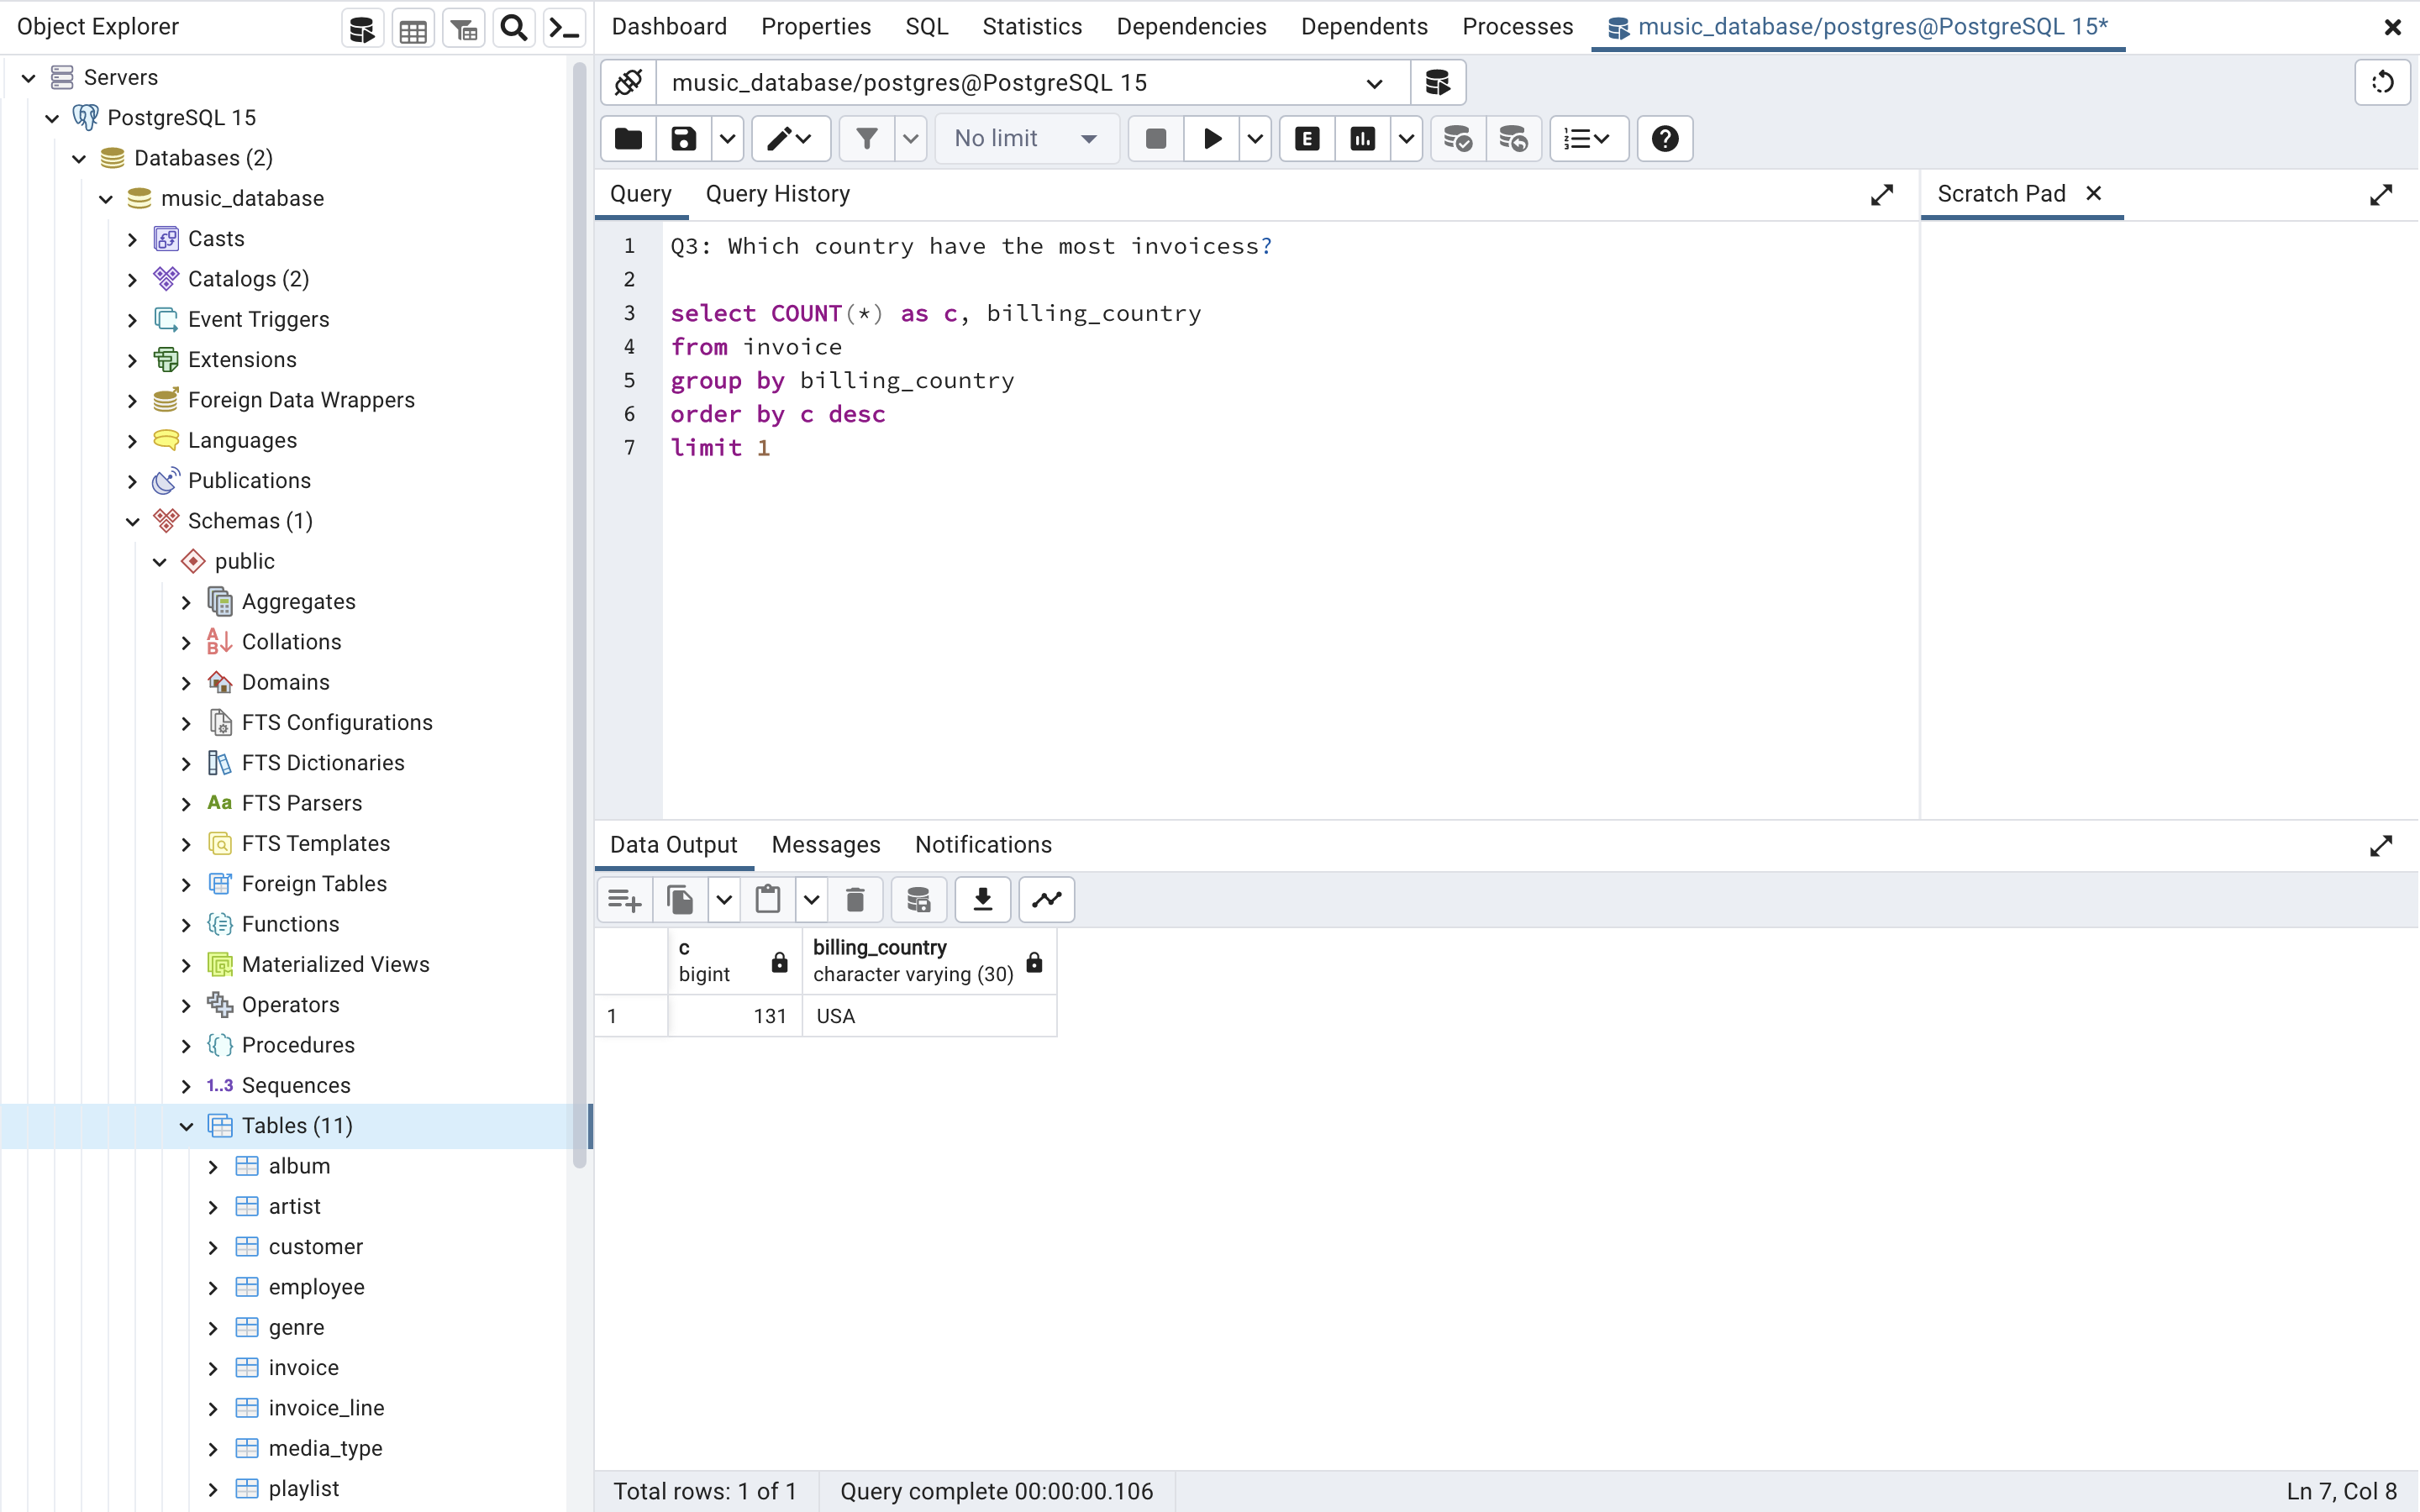 Object Explorer
Servers
PostgreSQL 15
Databases (2)
music_database
Casts
Catalogs (2)
Event Triggers
Extensions
Foreign Data Wrappers
Languages
Publications
Schemas (1)
public
Aggregates
Collations
Domains
FTS Configurations
FTS Dictionaries
Aa FTS Parsers
FTS Templates
Foreign Tables
Functions
Materialized Views
Operators
Procedures
1..3 Sequences
Tables (11)
album
artist
customer
employee
genre
invoice
invoice_line
media_type
playlist
Dashboard Properties SQL Statistics Dependencies Dependents Processes music_database/postgres@PostgreSQL 15*
music_database/postgres@PostgreSQL 15
No limit E
Query Query History
Scratch Pad
1 Q3: Which country have the most invoicess?
2
3 select COUNT(*) as c, billing_country
4 from invoice
5 group by billing_country
6 order by c desc
7 limit 1
Data Output Messages Notifications
c billing_country
bigint character varying (30)
1 131 USA
Total rows: 1 of 1 Query complete 00:00:00.106 Ln 7, Col 8